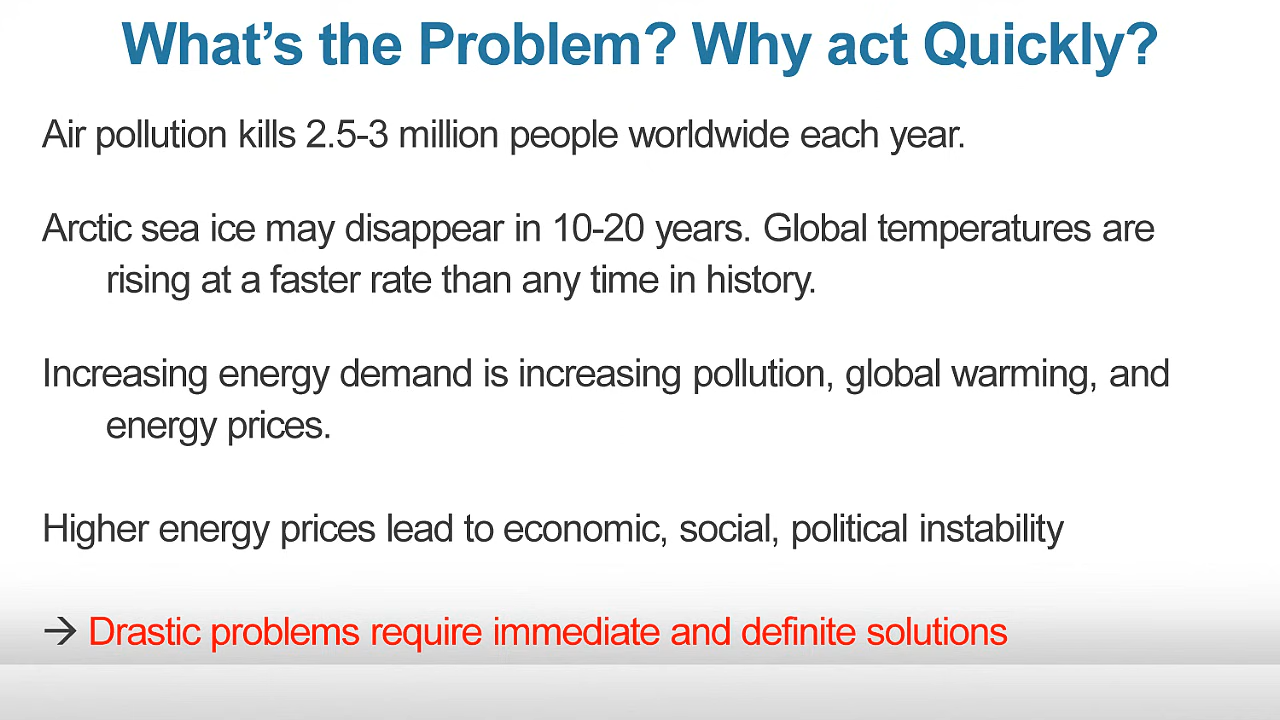 What’s the Problem? Why act Quickly?
Air pollution kills 2.5-3 million people worldwide each year.
Arctic sea ice may disappear in 10-20 years. Global temperatures are
rising at a faster rate than any time in history.
Increasing energy demand is increasing pollution, global warming, and
energy prices.
Higher energy prices lead to economic, social, political instability
→ Drastic problems require immediate and definite solutions